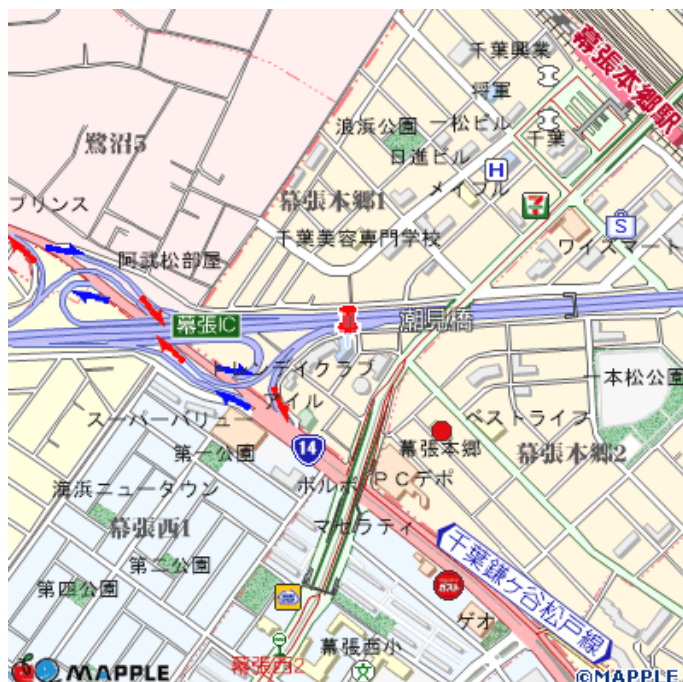 千葉興業
幕張本郷駅
将軍
浪浜公園
一松ビル
千葉
日進ビル
鷺沼5
H
メイプル
幕張本郷1
7
プリンス
S
千葉美容専門学校
ワイズマート
阿武松部屋
幕張IC
潮見橋
トレンディクラブ
一本松公園
アイル
スーパーバリュー
ベストライフ
第一公園
14
幕張本郷
幕張本郷2
海浜ニュータウン
ボルボ
PCデポ
幕張西1
マセラティ
千葉鎌ヶ谷松戸線
第二公園
第四公園
ガスト
ゲオ
幕張西小
幕張西2
文
MAPPLE
©MAPPLE